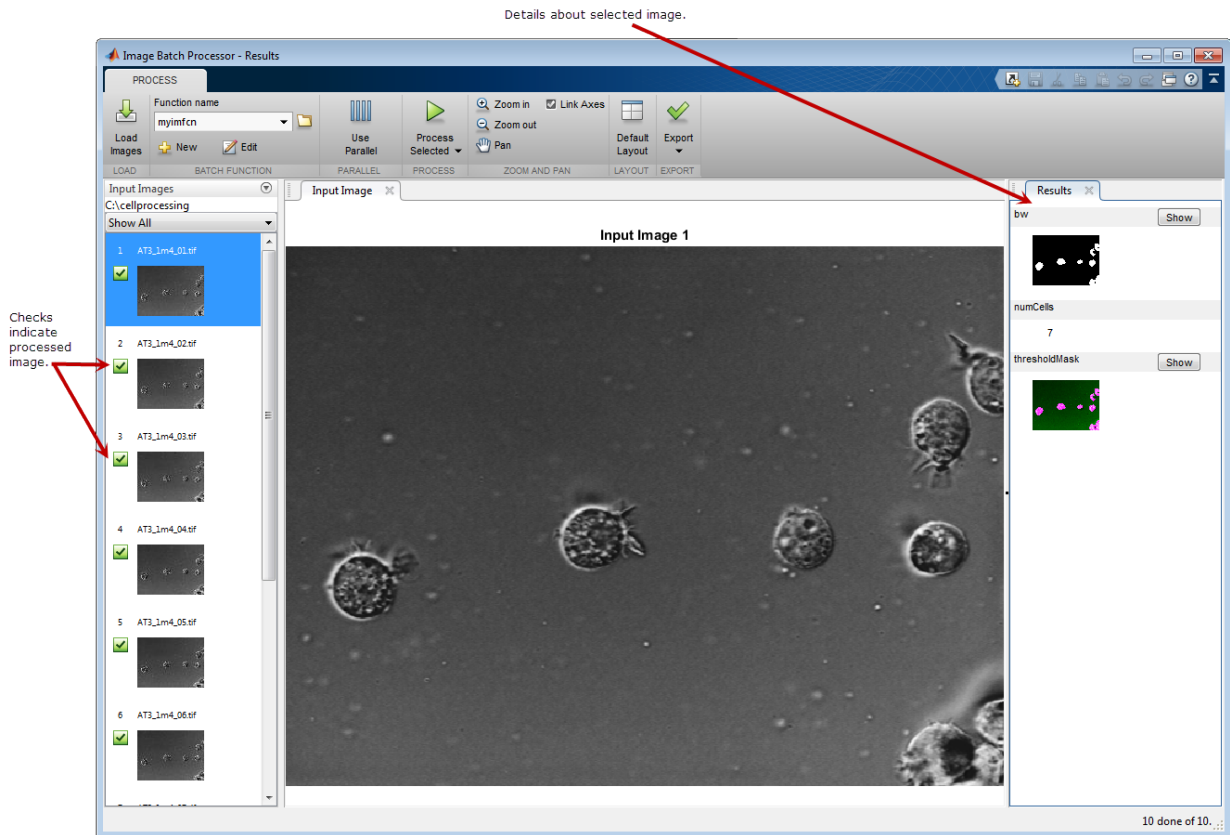 Details about selected image.
Image Batch Processor - Results
PROCESS
Load
Images
Function name
myimfcn
New
Edit
Use
Parallel
Process
Selected
Zoom in
Link Axes
Zoom out
Pan
Default
Layout
Export
LOAD
BATCH FUNCTION
PARALLEL
PROCESS
ZOOM AND PAN
LAYOUT
EXPORT
Input Images
C:\cellprocessing
Show All
1 AT3_1m4_01.tif
2 AT3_1m4_02.tif
3 AT3_1m4_03.tif
4 AT3_1m4_04.tif
5 AT3_1m4_05.tif
6 AT3_1m4_06.tif
Checks
indicate
processed
image.
Input Image
Input Image 1
Results
bw
Show
numCells
7
thresholdMask
Show
10 done of 10.